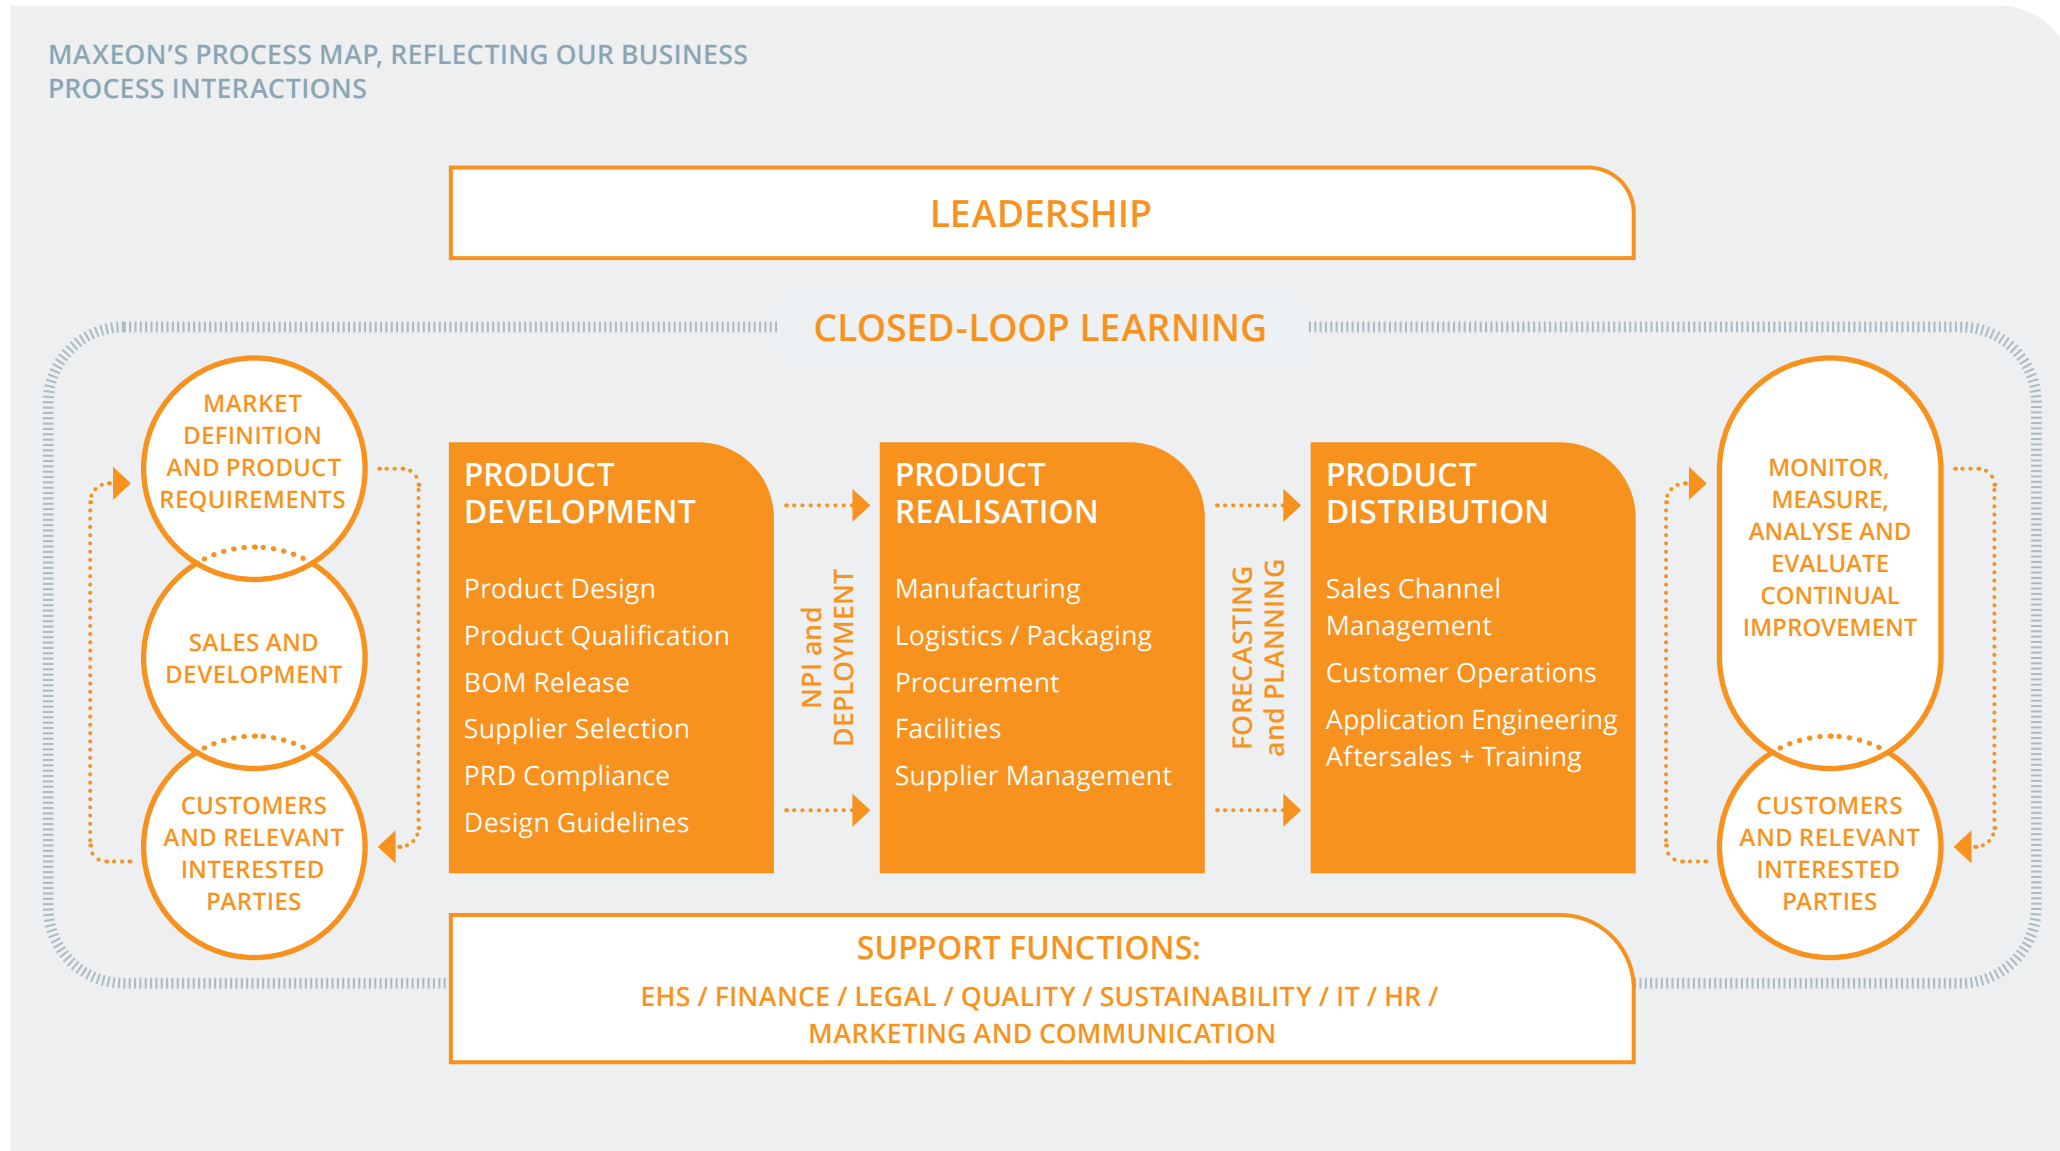 MAXEON'S PROCESS MAP, REFLECTING OUR BUSINESS
PROCESS INTERACTIONS
LEADERSHIP
CLOSED-LOOP LEARNING
MARKET
DEFINITION
AND PRODUCT
REQUIREMENTS
SALES AND
DEVELOPMENT
CUSTOMERS
AND RELEVANT
INTERESTED
PARTIES
PRODUCT
DEVELOPMENT
Product Design
Product Qualification
BOM Release
Supplier Selection
PRD Compliance
Design Guidelines
NPI and
DEPLOYMENT
PRODUCT
REALISATION
Manufacturing
Logistics / Packaging
Procurement
Facilities
Supplier Management
FORECASTING
and PLANNING
PRODUCT
DISTRIBUTION
Sales Channel
Management
Customer Operations
Application Engineering
Aftersales + Training
MONITOR,
MEASURE,
ANALYSE AND
EVALUATE
CONTINUAL
IMPROVEMENT
CUSTOMERS
AND RELEVANT
INTERESTED
PARTIES
SUPPORT FUNCTIONS:
EHS / FINANCE / LEGAL / QUALITY / SUSTAINABILITY / IT / HR /
MARKETING AND COMMUNICATION